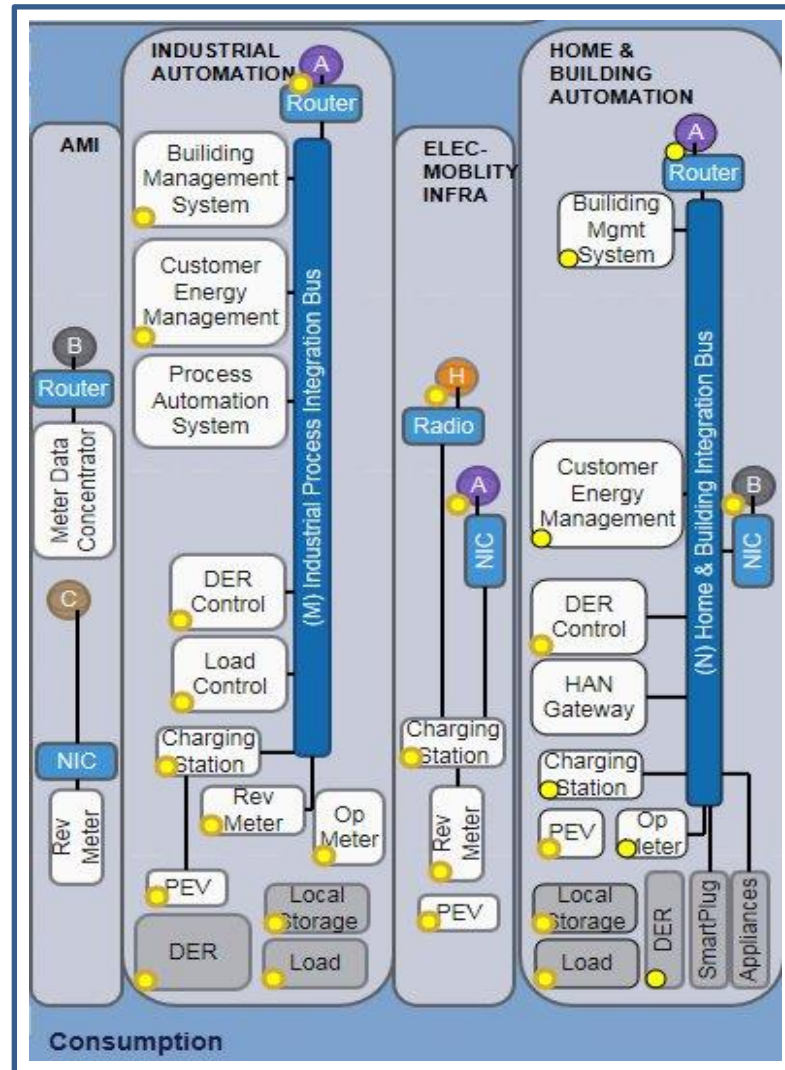 AMI
B
Router
Meter Data
Concentrator
C
NIC
Rev
Meter
INDUSTRIAL
AUTOMATION
A
Router
Builiding
Management
System
Customer
Energy
Management
Process
Automation
System
(M) Industrial Process Integration Bus
DER
Control
Load
Control
Charging
Station
Rev
Meter
Op
Meter
PEV
Local
Storage
DER
Load
ELEC-
MOBLITY
INFRA
H
Radio
A
NIC
Charging
Station
Rev
Meter
PEV
HOME &
BUILDING
AUTOMATION
A
Router
Builiding
Mgmt
System
(N) Home & Building Integration Bus
Customer
Energy
Management
B
NIC
DER
Control
HAN
Gateway
Charging
Station
PEV
Op
Meter
Local
Storage
Load
DER
SmartPlug
Appliances
Consumption